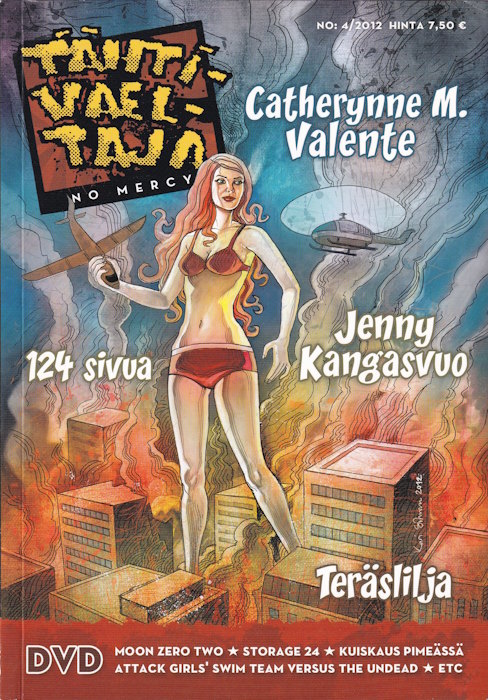 NO: 4/2012 HINTA 7,50 €
TÄHTI-
VAEL-
TAJA
NO MERCY
Catherynne M.
Valente
124 sivua
Jenny
Kangasvuo
Teräslilja
DVD
MOON ZERO TWO ★ STORAGE 24 ★ KUISKAUS PIMEÄSSÄ
ATTACK GIRLS' SWIM TEAM VERSUS THE UNDEAD ★ ETC